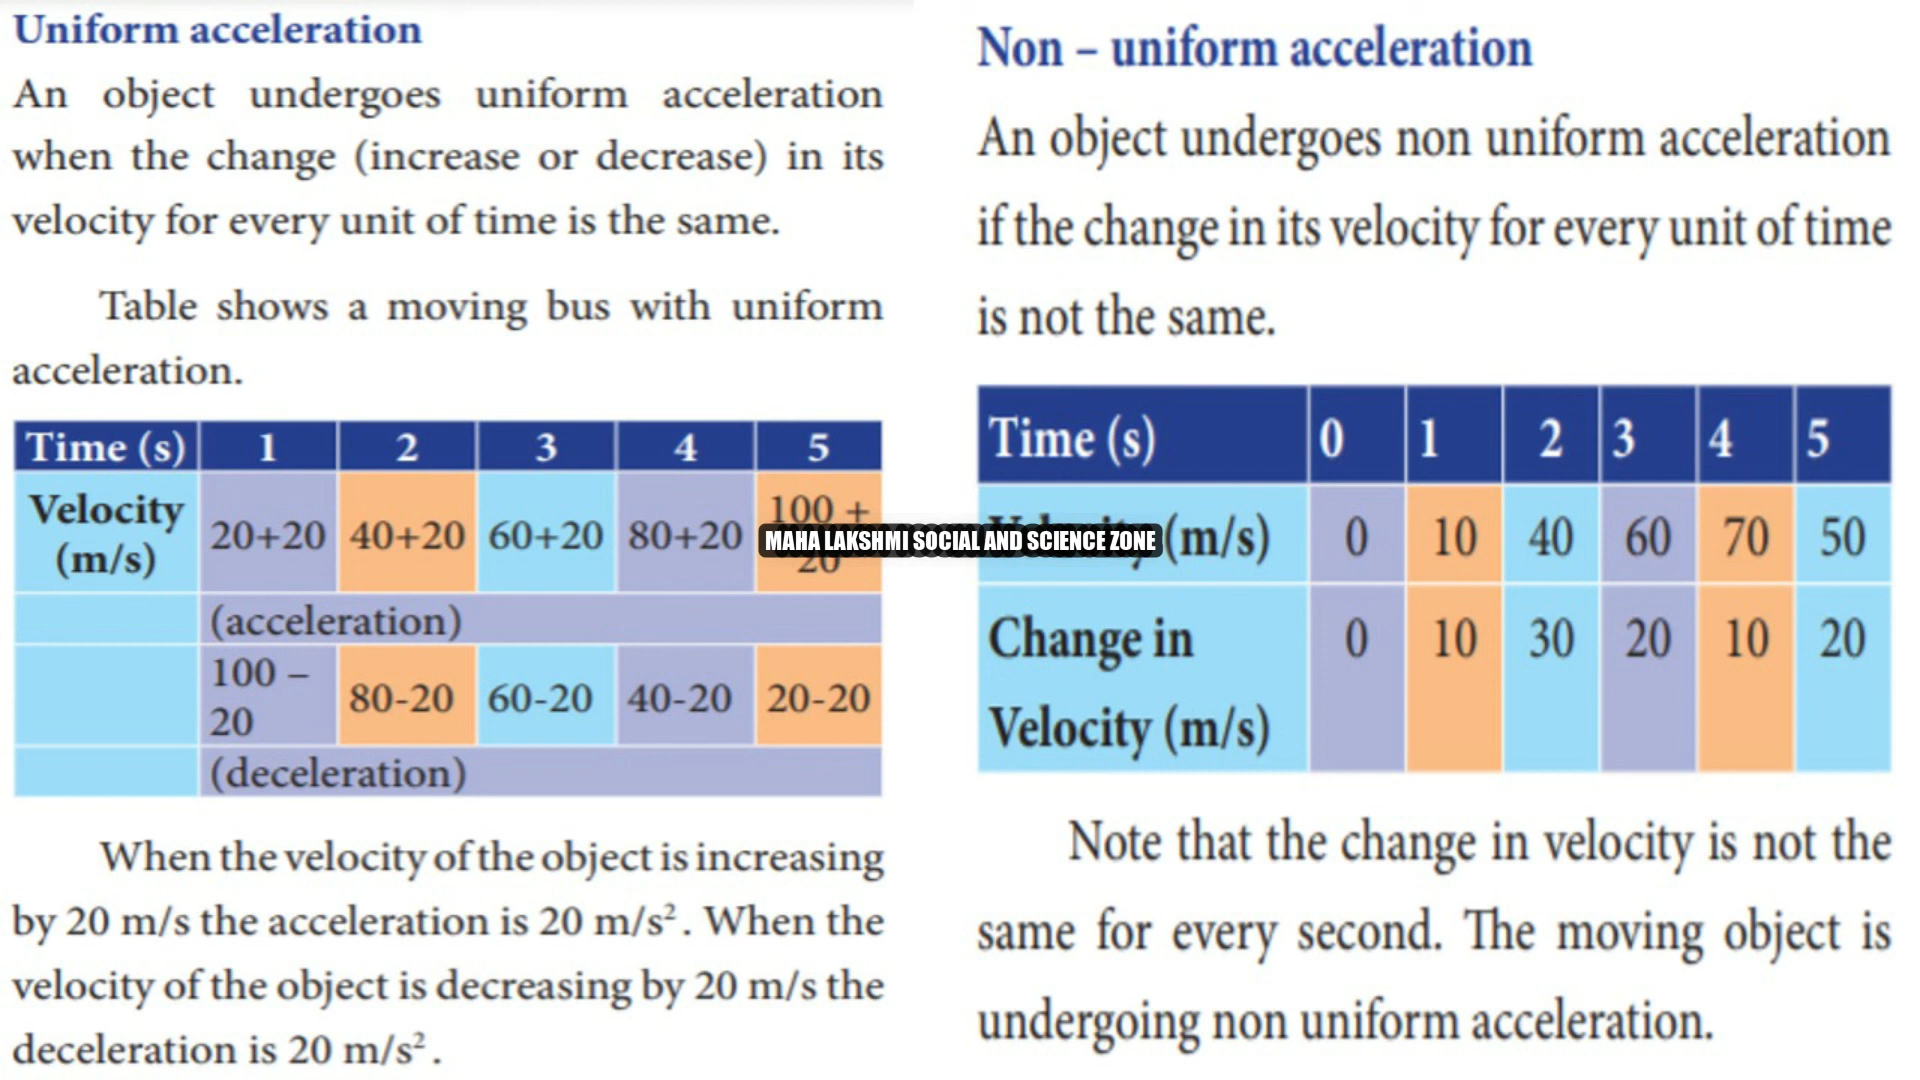 Uniform acceleration
An object undergoes uniform acceleration
when the change (increase or decrease) in its
velocity for every unit of time is the same.
Table shows a moving bus with uniform
acceleration.
Time (s) 1 2 3 4 5
Velocity (m/s) 20+20 40+20 60+20 80+20 100 + 20
(acceleration)
100 – 20 80-20 60-20 40-20 20-20
(deceleration)
When the velocity of the object is increasing
by 20 m/s the acceleration is 20 m/s². When the
velocity of the object is decreasing by 20 m/s the
deceleration is 20 m/s².
MAHA LAKSHMI SOCIAL AND SCIENCE ZONE
Non – uniform acceleration
An object undergoes non uniform acceleration
if the change in its velocity for every unit of time
is not the same.
Time (s) 0 1 2 3 4 5
(m/s) 0 10 40 60 70 50
Change in 0 10 30 20 10 20
Velocity (m/s)
Note that the change in velocity is not the
same for every second. The moving object is
undergoing non uniform acceleration.